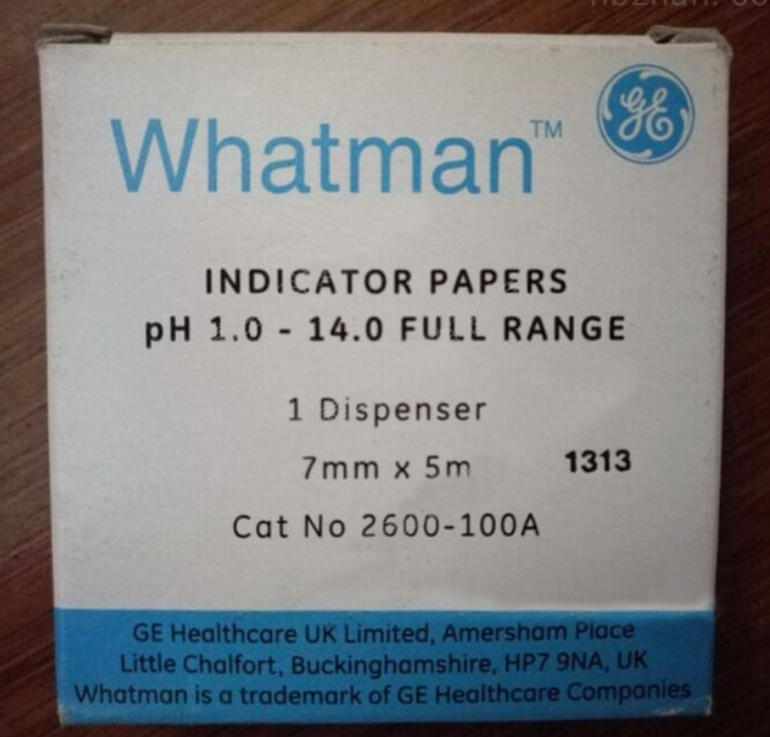 Whatman™
GE
INDICATOR PAPERS
pH 1.0 - 14.0 FULL RANGE
1 Dispenser
7mm x 5m
1313
Cat No 2600-100A
GE Healthcare UK Limited, Amersham Place
Little Chalfort, Buckinghamshire, HP7 9NA, UK
Whatman is a trademark of GE Healthcare Companies